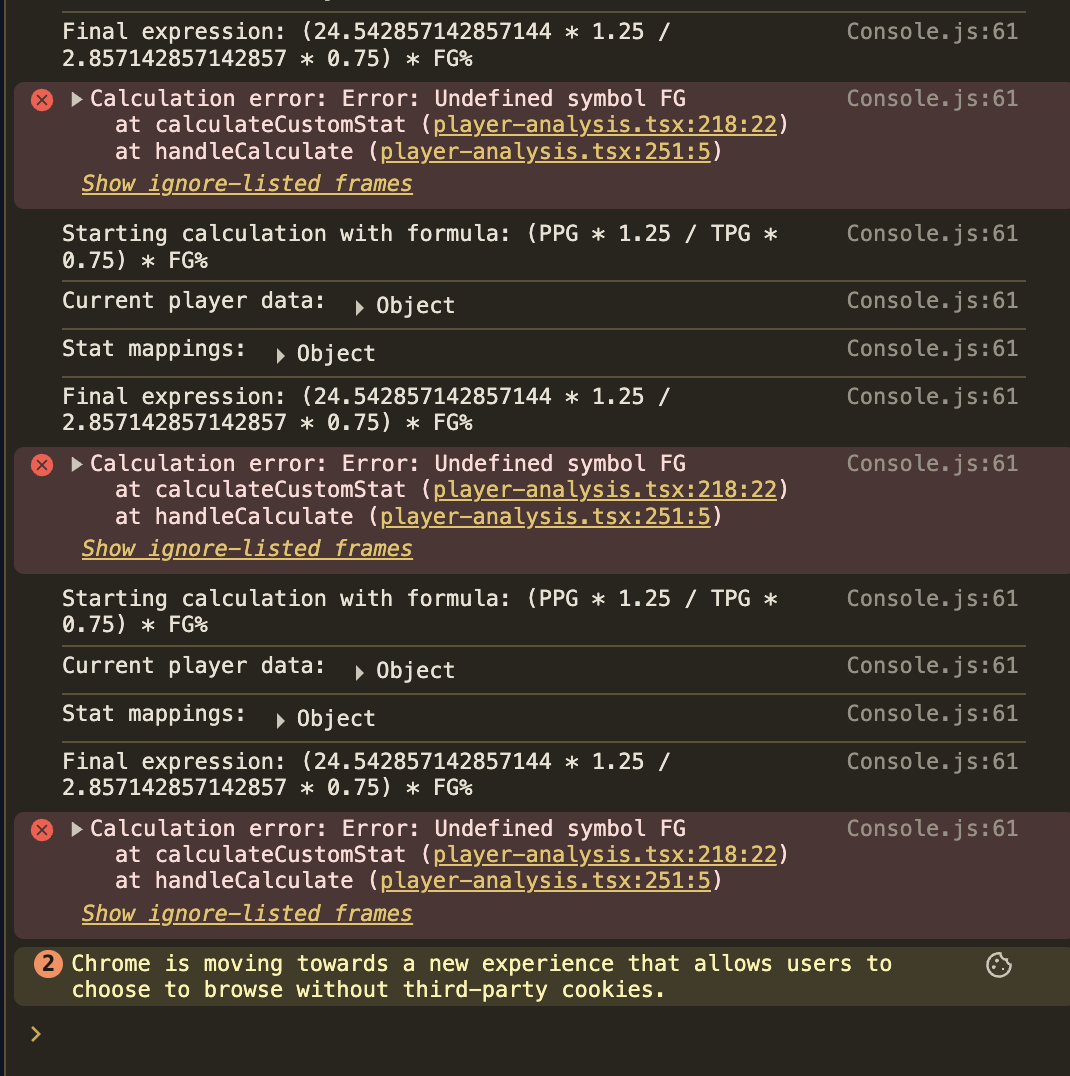 Final expression: (24.542857142857144 * 1.25 / Console.js:61
2.857142857142857 * 0.75) * FG%
Calculation error: Error: Undefined symbol FG Console.js:61
at calculateCustomStat (player-analysis.tsx:218:22)
at handleCalculate (player-analysis.tsx:251:5)
Show ignore-listed frames
Starting calculation with formula: (PPG * 1.25 / TPG * Console.js:61
0.75) * FG%
Current player data: Object Console.js:61
Stat mappings: Object Console.js:61
Final expression: (24.542857142857144 * 1.25 / Console.js:61
2.857142857142857 * 0.75) * FG%
Calculation error: Error: Undefined symbol FG Console.js:61
at calculateCustomStat (player-analysis.tsx:218:22)
at handleCalculate (player-analysis.tsx:251:5)
Show ignore-listed frames
Starting calculation with formula: (PPG * 1.25 / TPG * Console.js:61
0.75) * FG%
Current player data: Object Console.js:61
Stat mappings: Object Console.js:61
Final expression: (24.542857142857144 * 1.25 / Console.js:61
2.857142857142857 * 0.75) * FG%
Calculation error: Error: Undefined symbol FG Console.js:61
at calculateCustomStat (player-analysis.tsx:218:22)
at handleCalculate (player-analysis.tsx:251:5)
Show ignore-listed frames
2 Chrome is moving towards a new experience that allows users to
choose to browse without third-party cookies.